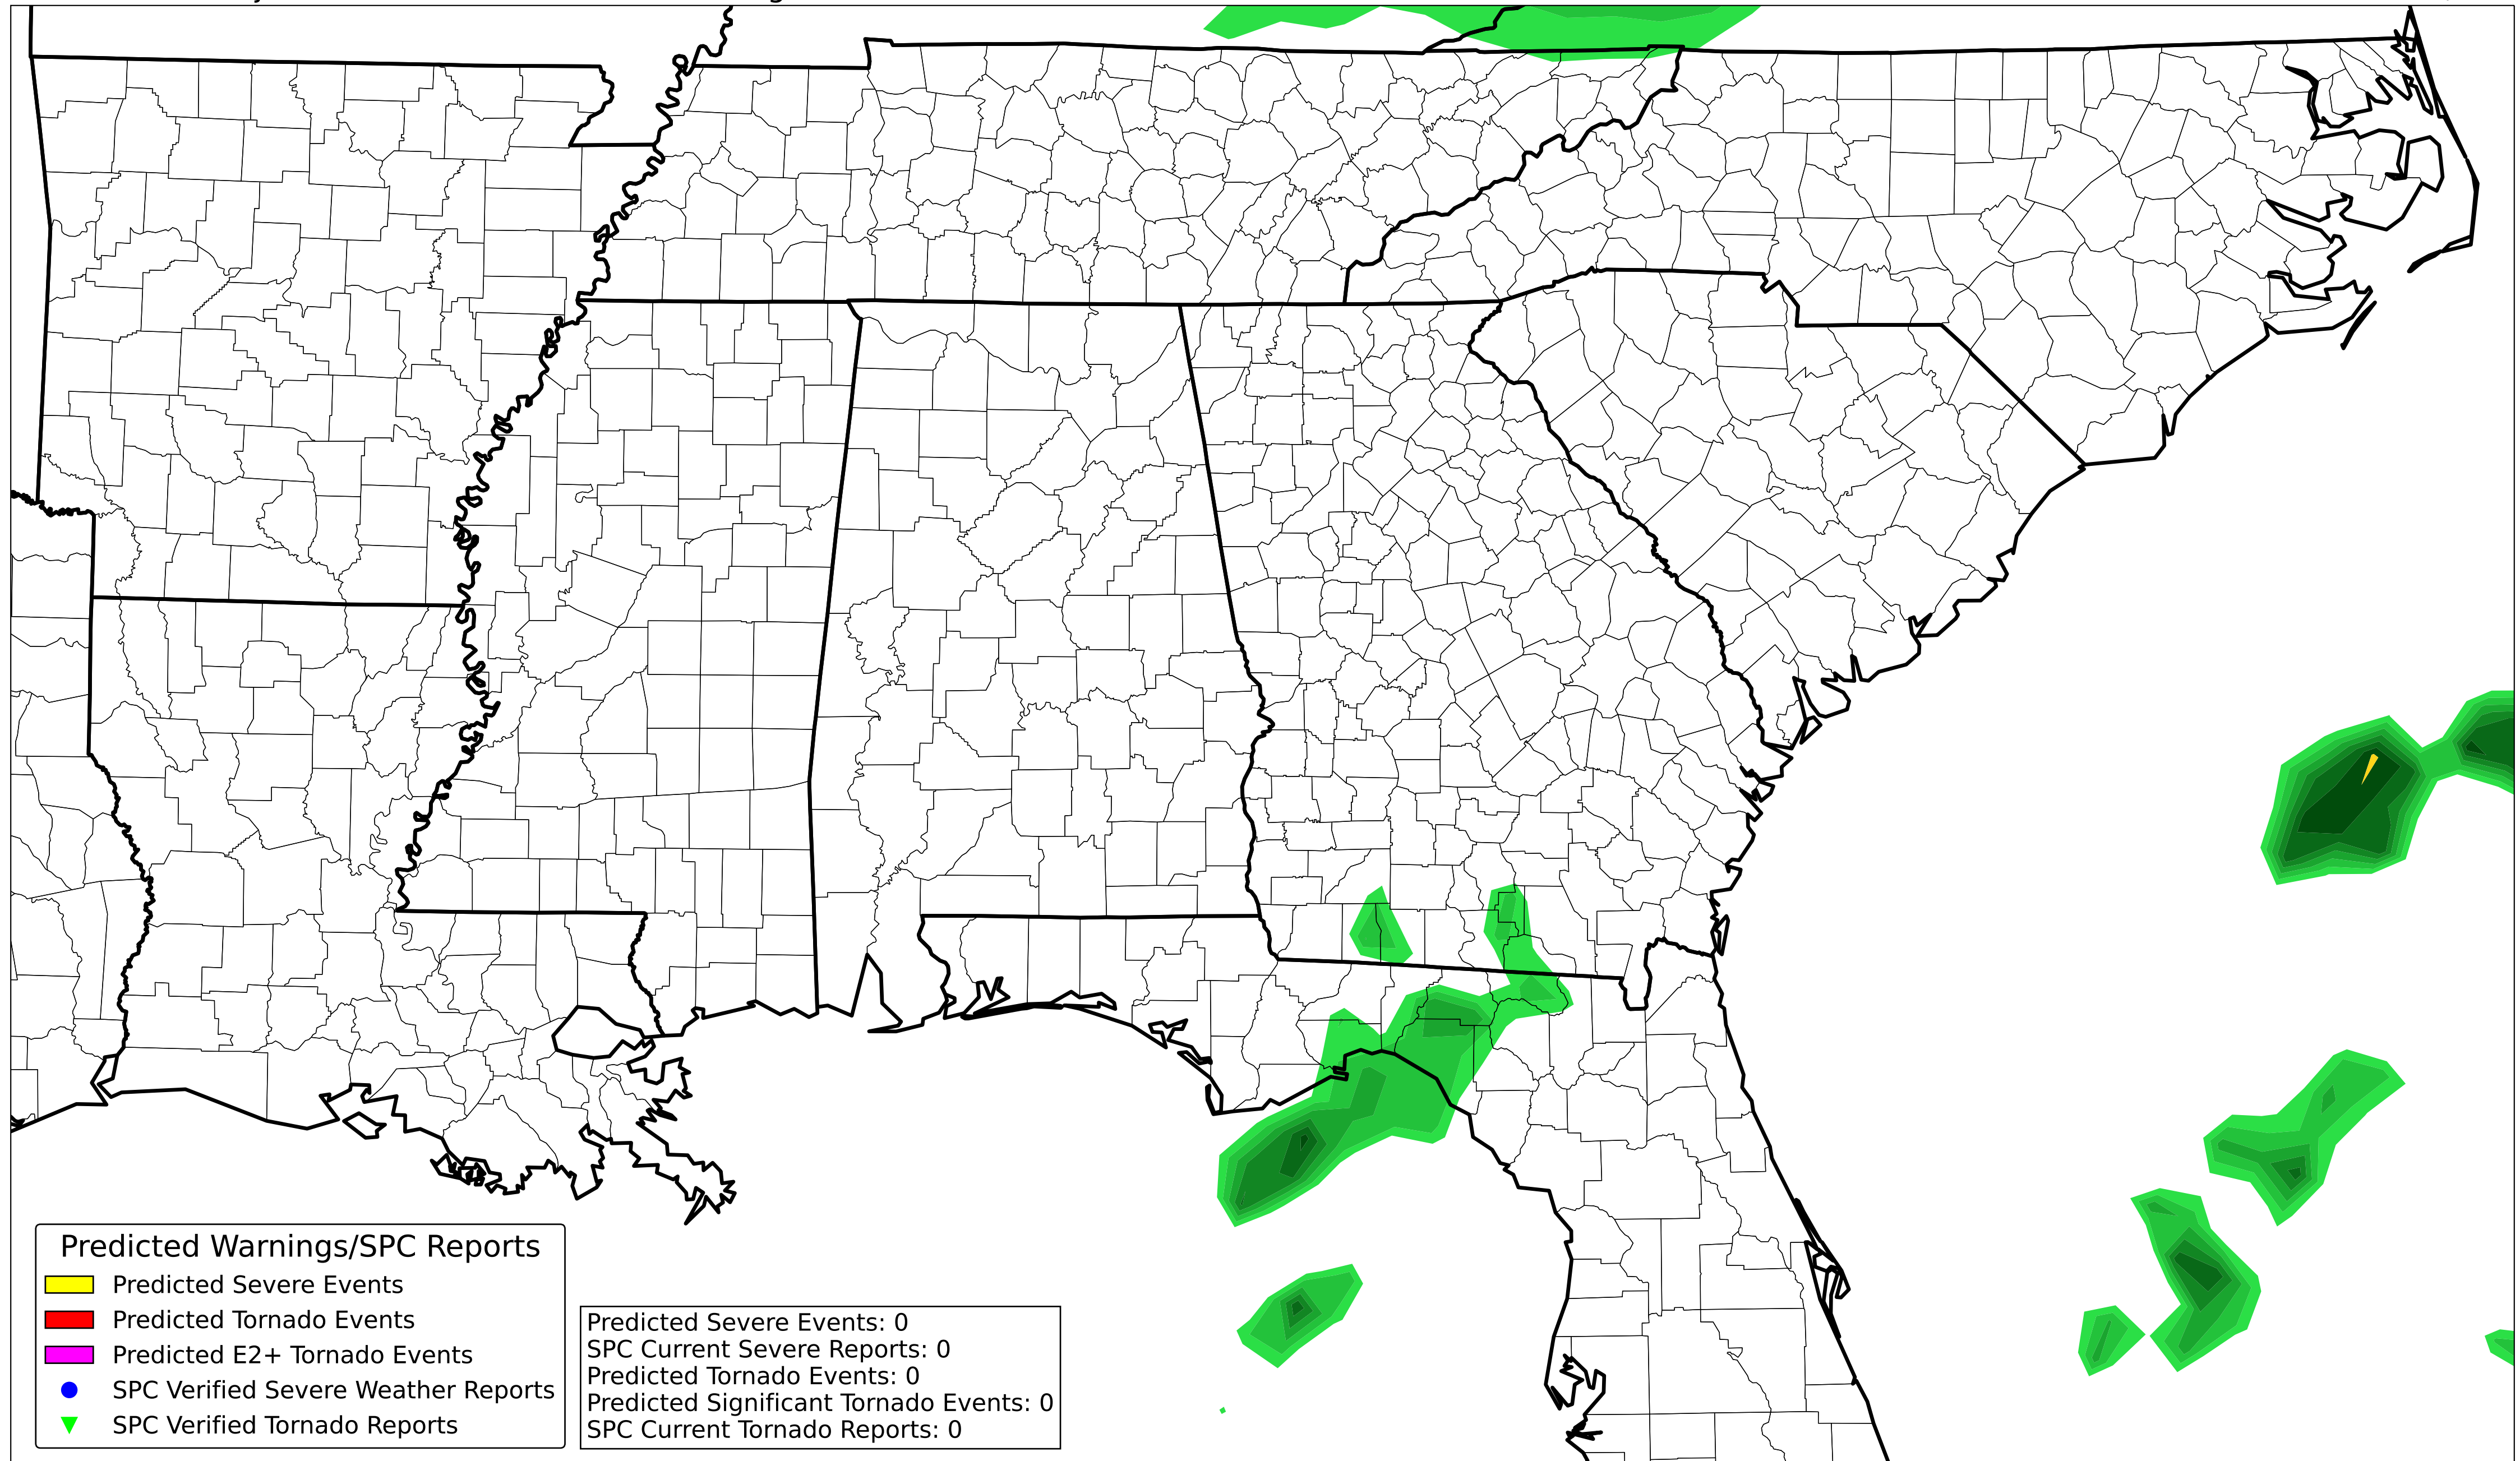 Predicted Warnings/SPC Reports
Predicted Severe Events
Predicted Tornado Events
Predicted E2+ Tornado Events
SPC Verified Severe Weather Reports
SPC Verified Tornado Reports
Predicted Severe Events: 0
SPC Current Severe Reports: 0
Predicted Tornado Events: 0
Predicted Significant Tornado Events: 0
SPC Current Tornado Reports: 0